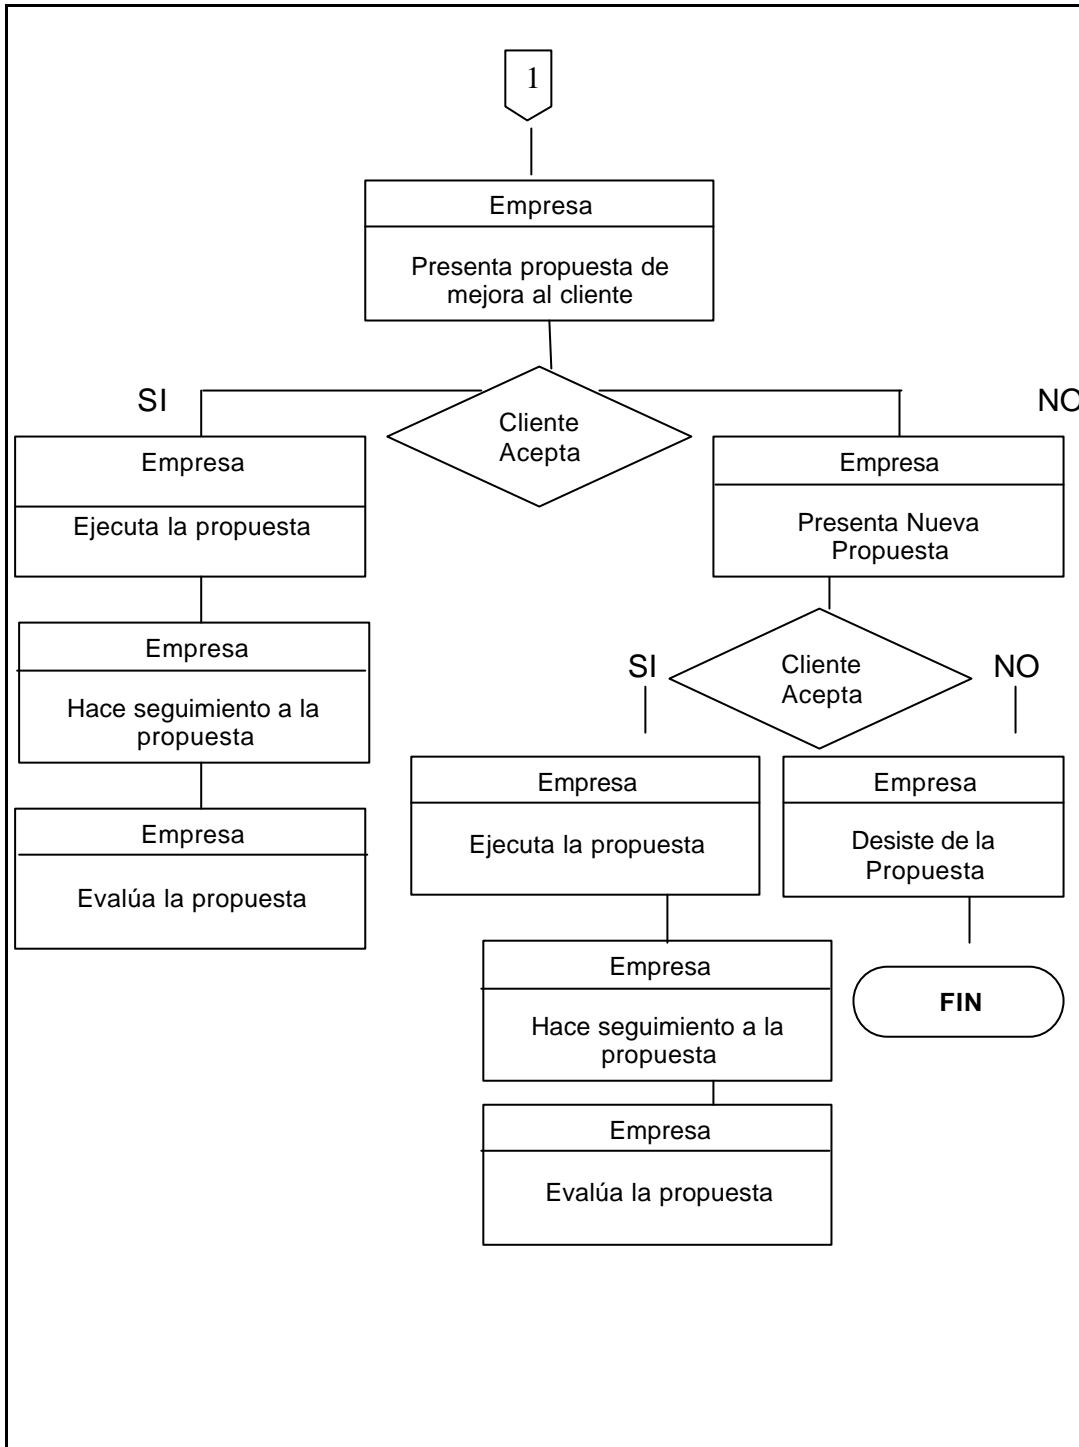 1
Empresa
Presenta propuesta de
mejora al cliente
SI
Cliente
Acepta
NO
Empresa
Ejecuta la propuesta
Empresa
Presenta Nueva
Propuesta
Empresa
Hace seguimiento a la
propuesta
SI
Cliente
Acepta
NO
Empresa
Evalúa la propuesta
Empresa
Ejecuta la propuesta
Empresa
Desiste de la
Propuesta
Empresa
Hace seguimiento a la
propuesta
FIN
Empresa
Evalúa la propuesta